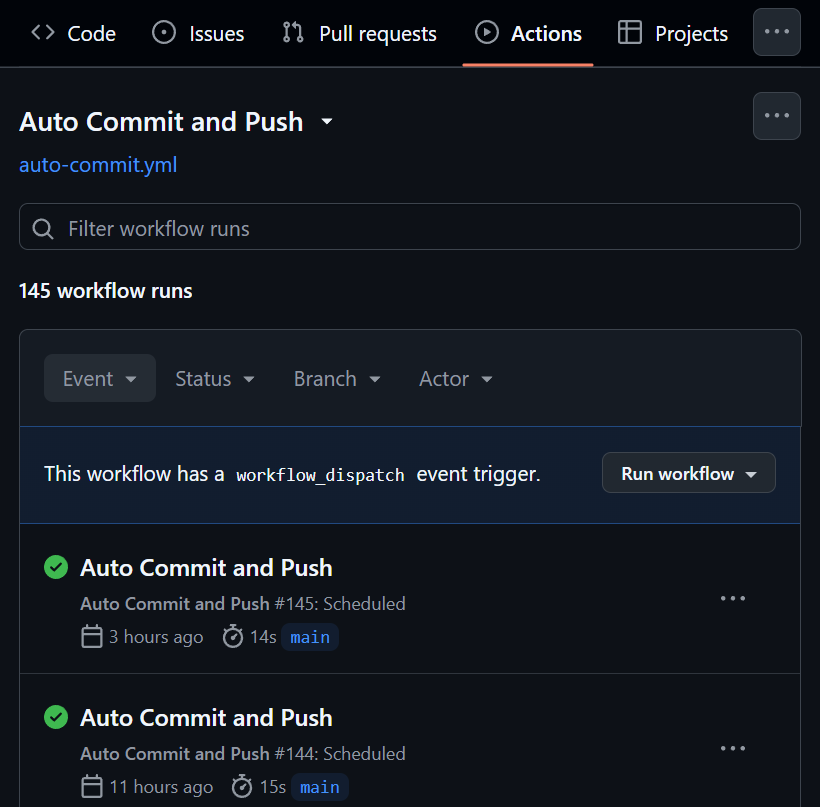 Code Issues Pull requests Actions Projects
Auto Commit and Push
auto-commit.yml
Filter workflow runs
145 workflow runs
Event Status Branch Actor
This workflow has a workflow_dispatch event trigger. Run workflow
Auto Commit and Push
Auto Commit and Push #145: Scheduled
3 hours ago 14s main
Auto Commit and Push
Auto Commit and Push #144: Scheduled
11 hours ago 15s main